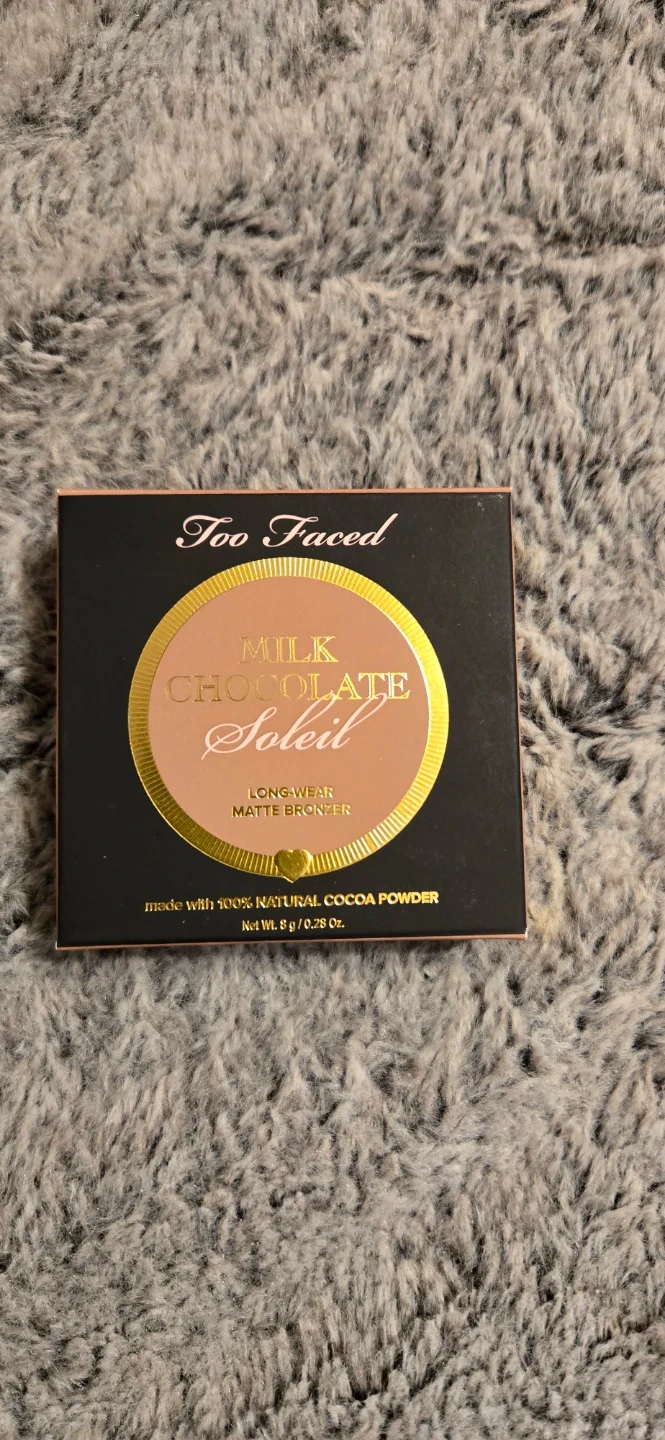 Too Faced
MILK
CHOCOLATE
Soleil
LONG-WEAR
MATTE BRONZER
made with 100% NATURAL COCOA POWDER
Net Wt. 8 g / 0.28 Oz.